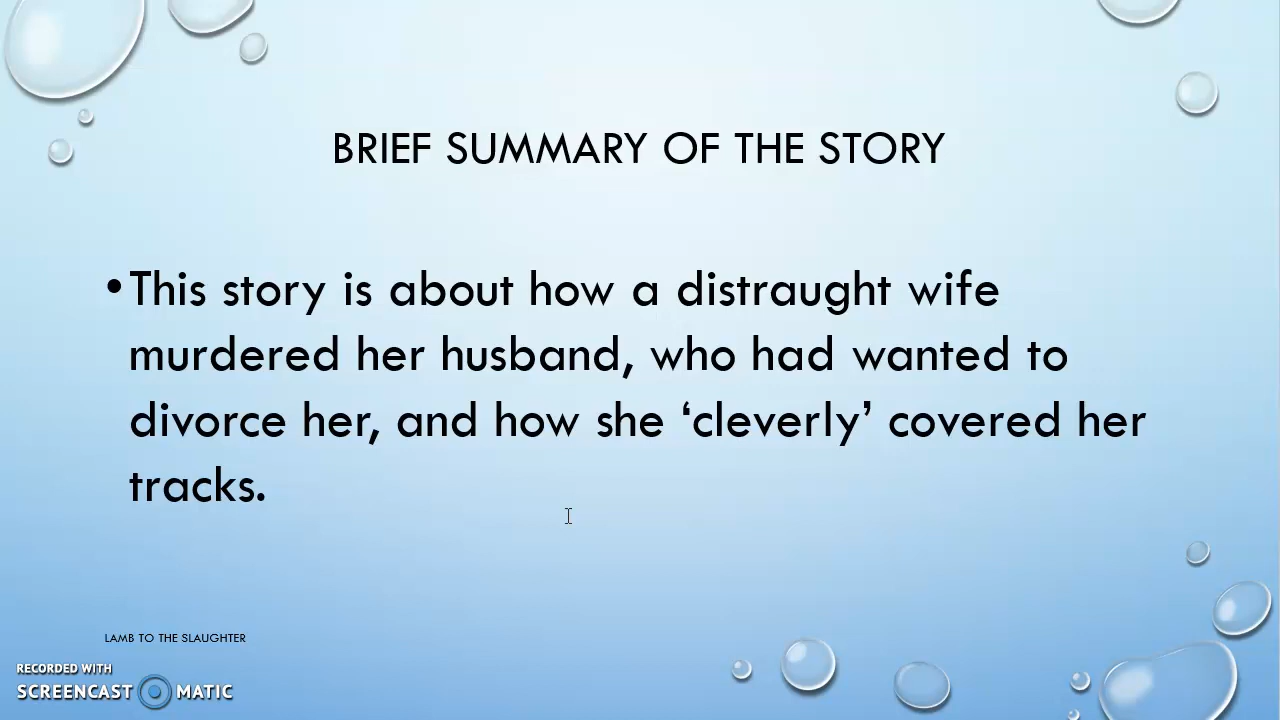 BRIEF SUMMARY OF THE STORY
•This story is about how a distraught wife
murdered her husband, who had wanted to
divorce her, and how she ‘cleverly’ covered her
tracks.
LAMB TO THE SLAUGHTER
RECORDED WITH
SCREENCAST MATIC